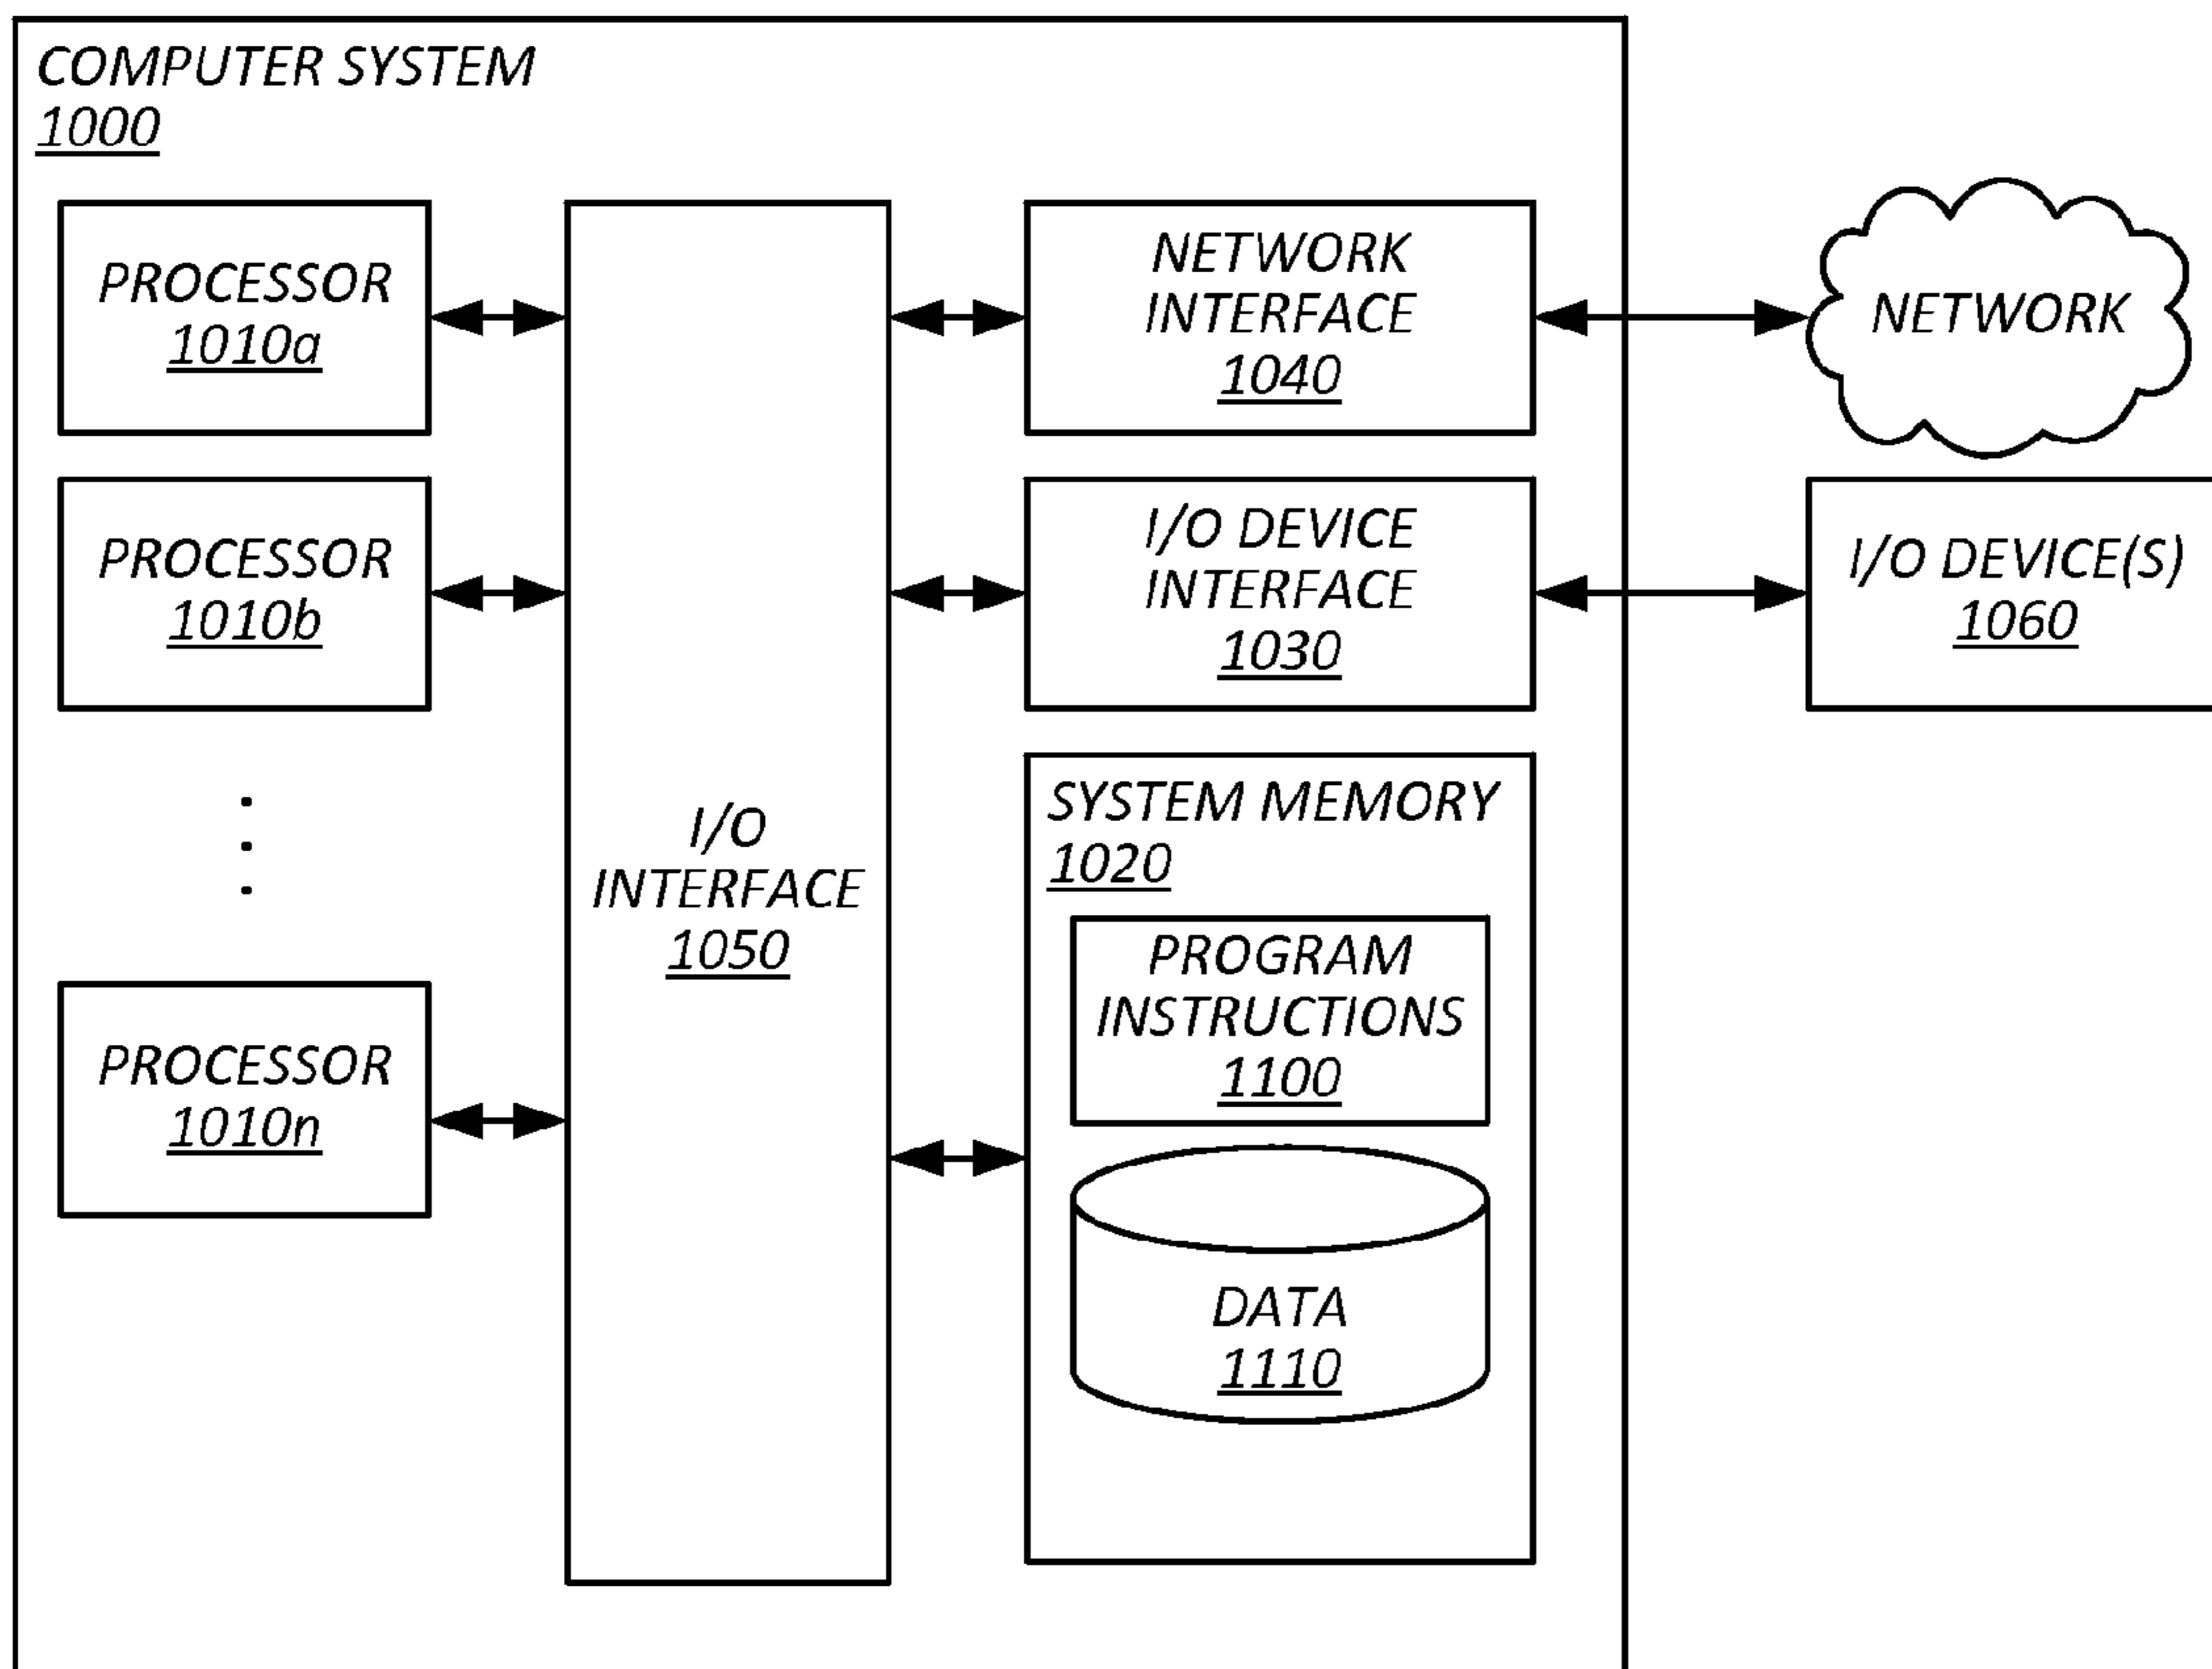 COMPUTER SYSTEM
1000
PROCESSOR
1010a
PROCESSOR
1010b
PROCESSOR
1010n
I/O
INTERFACE
1050
NETWORK
INTERFACE
1040
I/O DEVICE
INTERFACE
1030
SYSTEM MEMORY
1020
PROGRAM
INSTRUCTIONS
1100
DATA
1110
NETWORK
I/O DEVICE(S)
1060